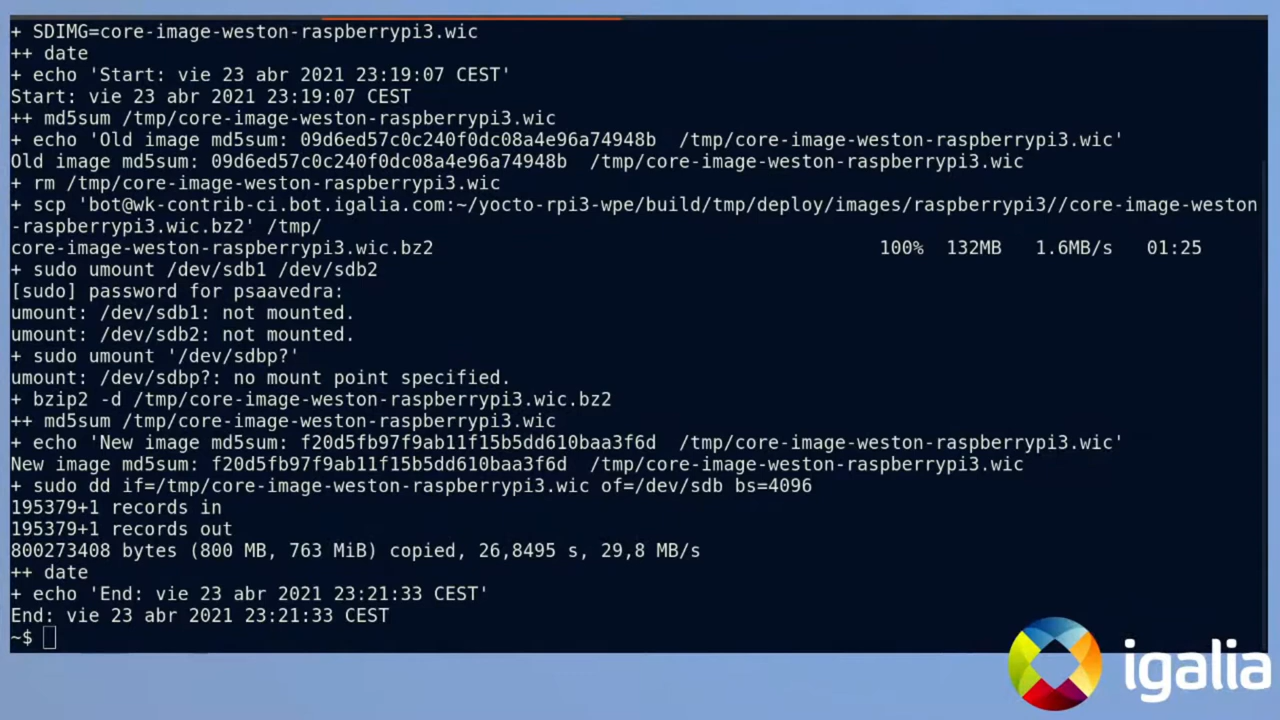 + SDIMG=core-image-weston-raspberrypi3.wic
++ date
+ echo 'Start: vie 23 abr 2021 23:19:07 CEST'
Start: vie 23 abr 2021 23:19:07 CEST
++ md5sum /tmp/core-image-weston-raspberrypi3.wic
+ echo 'Old image md5sum: 09d6ed57c0c240f0dc08a4e96a74948b  /tmp/core-image-weston-raspberrypi3.wic'
Old image md5sum: 09d6ed57c0c240f0dc08a4e96a74948b  /tmp/core-image-weston-raspberrypi3.wic
+ rm /tmp/core-image-weston-raspberrypi3.wic
+ scp 'bot@wk-contrib-ci.bot.igalia.com:~/yocto-rpi3-wpe/build/tmp/deploy/images/raspberrypi3//core-image-weston
-raspberrypi3.wic.bz2' /tmp/
core-image-weston-raspberrypi3.wic.bz2 100% 132MB 1.6MB/s 01:25
+ sudo umount /dev/sdb1 /dev/sdb2
[sudo] password for psaavedra:
umount: /dev/sdb1: not mounted.
umount: /dev/sdb2: not mounted.
+ sudo umount '/dev/sdbp?'
umount: /dev/sdbp?: no mount point specified.
+ bzip2 -d /tmp/core-image-weston-raspberrypi3.wic.bz2
++ md5sum /tmp/core-image-weston-raspberrypi3.wic
+ echo 'New image md5sum: f20d5fb97f9ab11f15b5dd610baa3f6d  /tmp/core-image-weston-raspberrypi3.wic'
New image md5sum: f20d5fb97f9ab11f15b5dd610baa3f6d  /tmp/core-image-weston-raspberrypi3.wic
+ sudo dd if=/tmp/core-image-weston-raspberrypi3.wic of=/dev/sdb bs=4096
195379+1 records in
195379+1 records out
800273408 bytes (800 MB, 763 MiB) copied, 26,8495 s, 29,8 MB/s
++ date
+ echo 'End: vie 23 abr 2021 23:21:33 CEST'
End: vie 23 abr 2021 23:21:33 CEST
~$
igalia